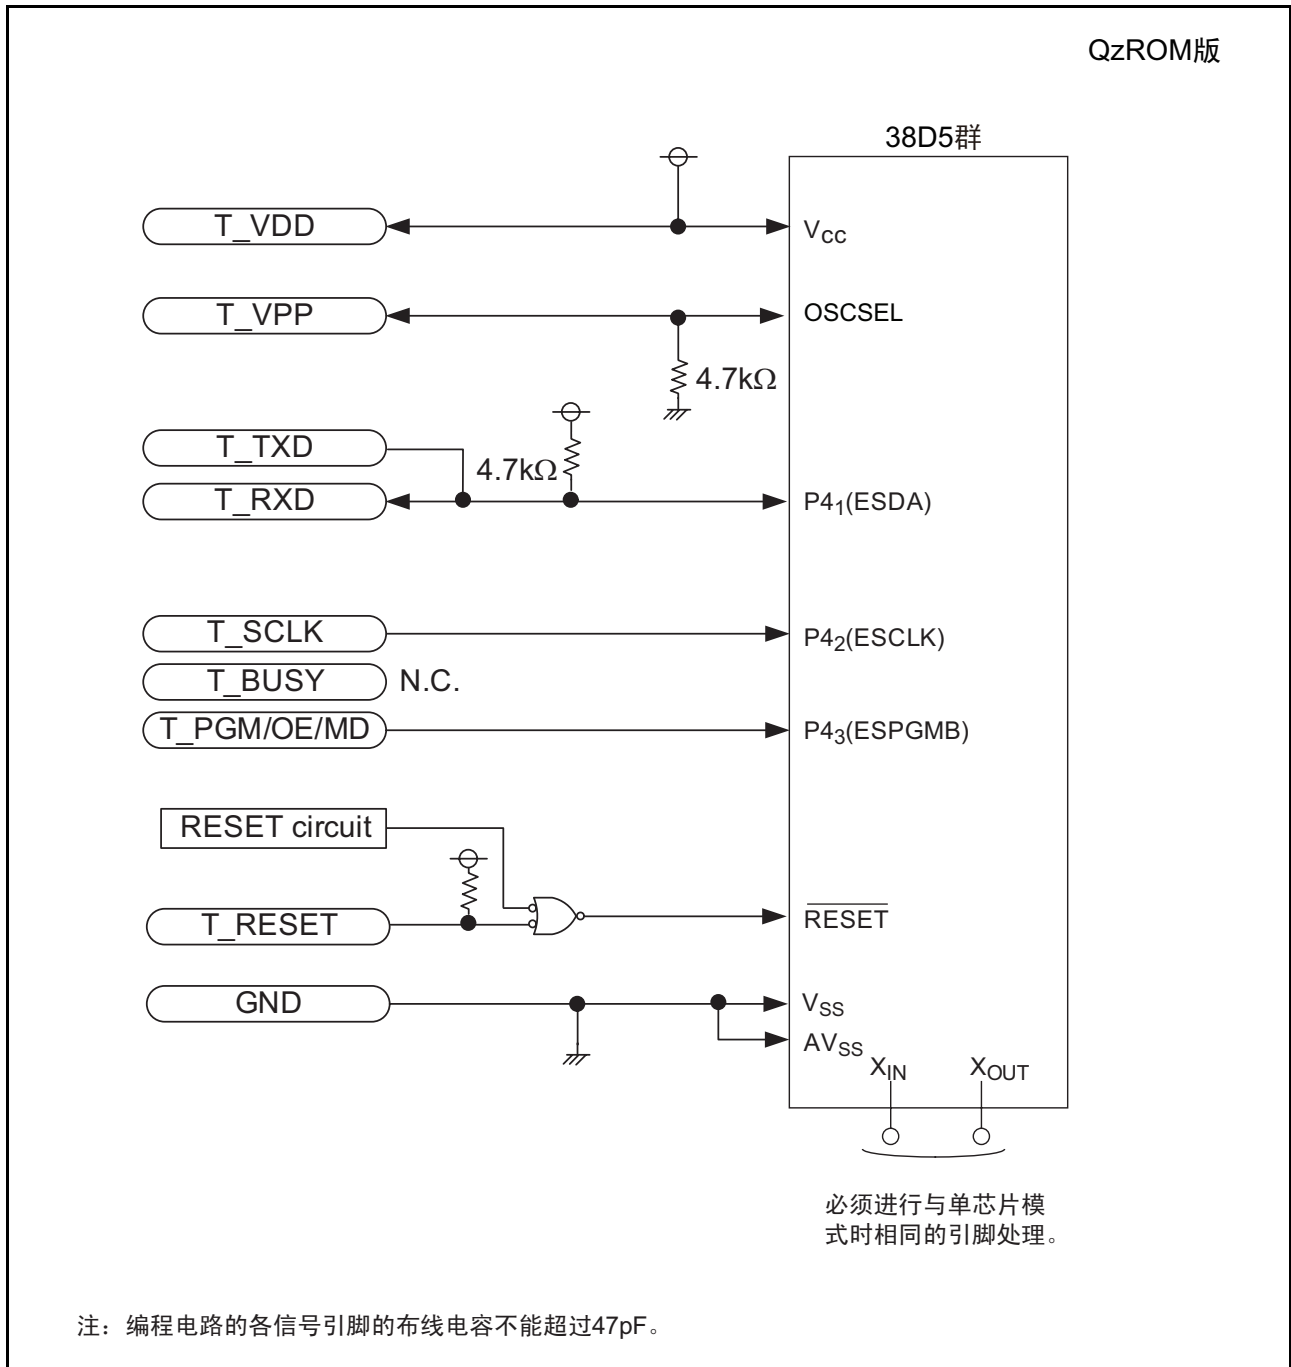 QzROM版
38D5群
T_VDD
VCC
T_VPP
OSCSEL
4.7kΩ
T_TXD
4.7kΩ
T_RXD
P41(ESDA)
T_SCLK
P42(ESCLK)
T_BUSY N.C.
T_PGM/OE/MD
P43(ESPGMB)
RESET circuit
T_RESET
RESET
GND
VSS
AVSS
XIN
XOUT
必须进行与单芯片模
式时相同的引脚处理。
注：编程电路的各信号引脚的布线电容不能超过47pF。